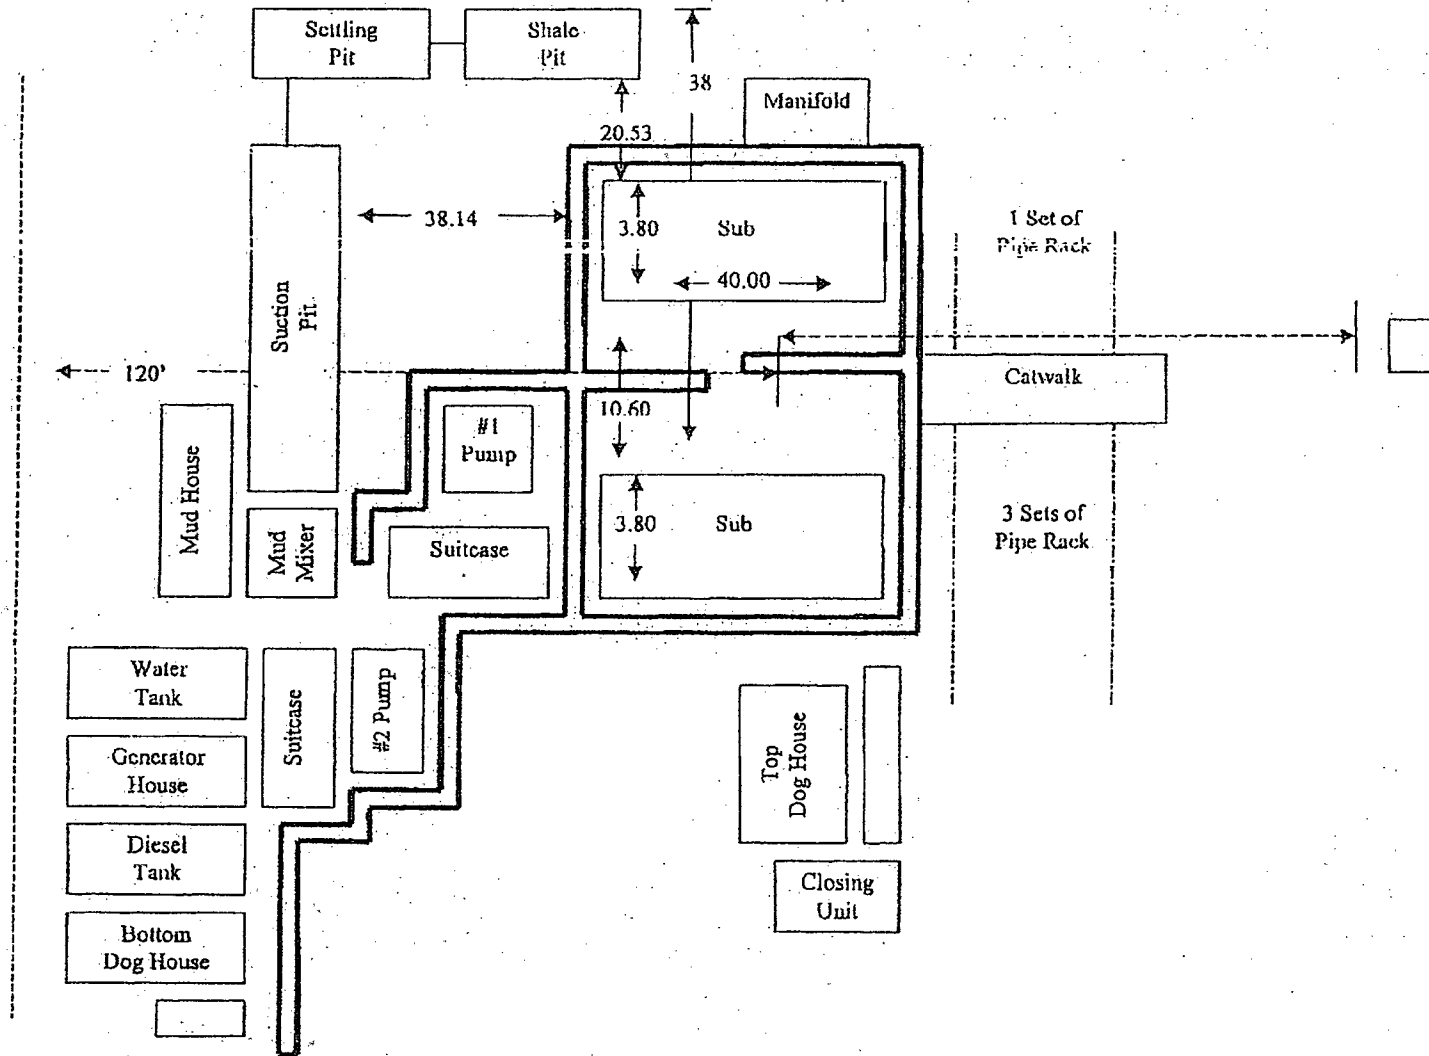 Settling
Pit
Shale
Pit
38
Manifold
20.53
38.14
3.80
Sub
1 Set of
Pipe Rack
40.00
Suction
Pit
120'
Catwalk
10.60
#1
Pump
Mud House
Mud
Mixer
Suitcase
3.80
Sub
3 Sets of
Pipe Rack
Water
Tank
Suitcase
#2 Pump
Generator
House
Top
Dog House
Diesel
Tank
Closing
Unit
Bottom
Dog House